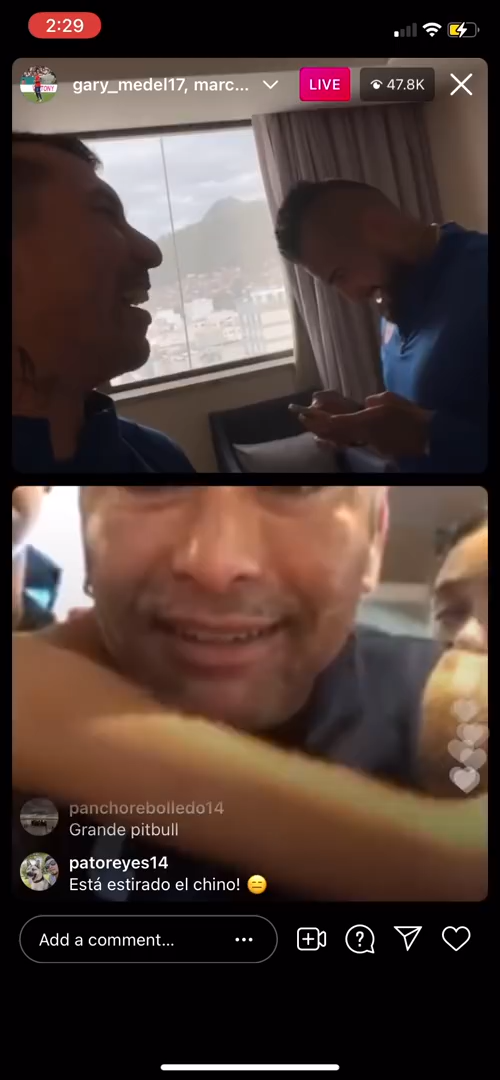 2:29
gary_medel17, marc...
LIVE
47.8K
panchorebolledo14
Grande pitbull
patoreyes14
Está estirado el chino! 😑
Add a comment...